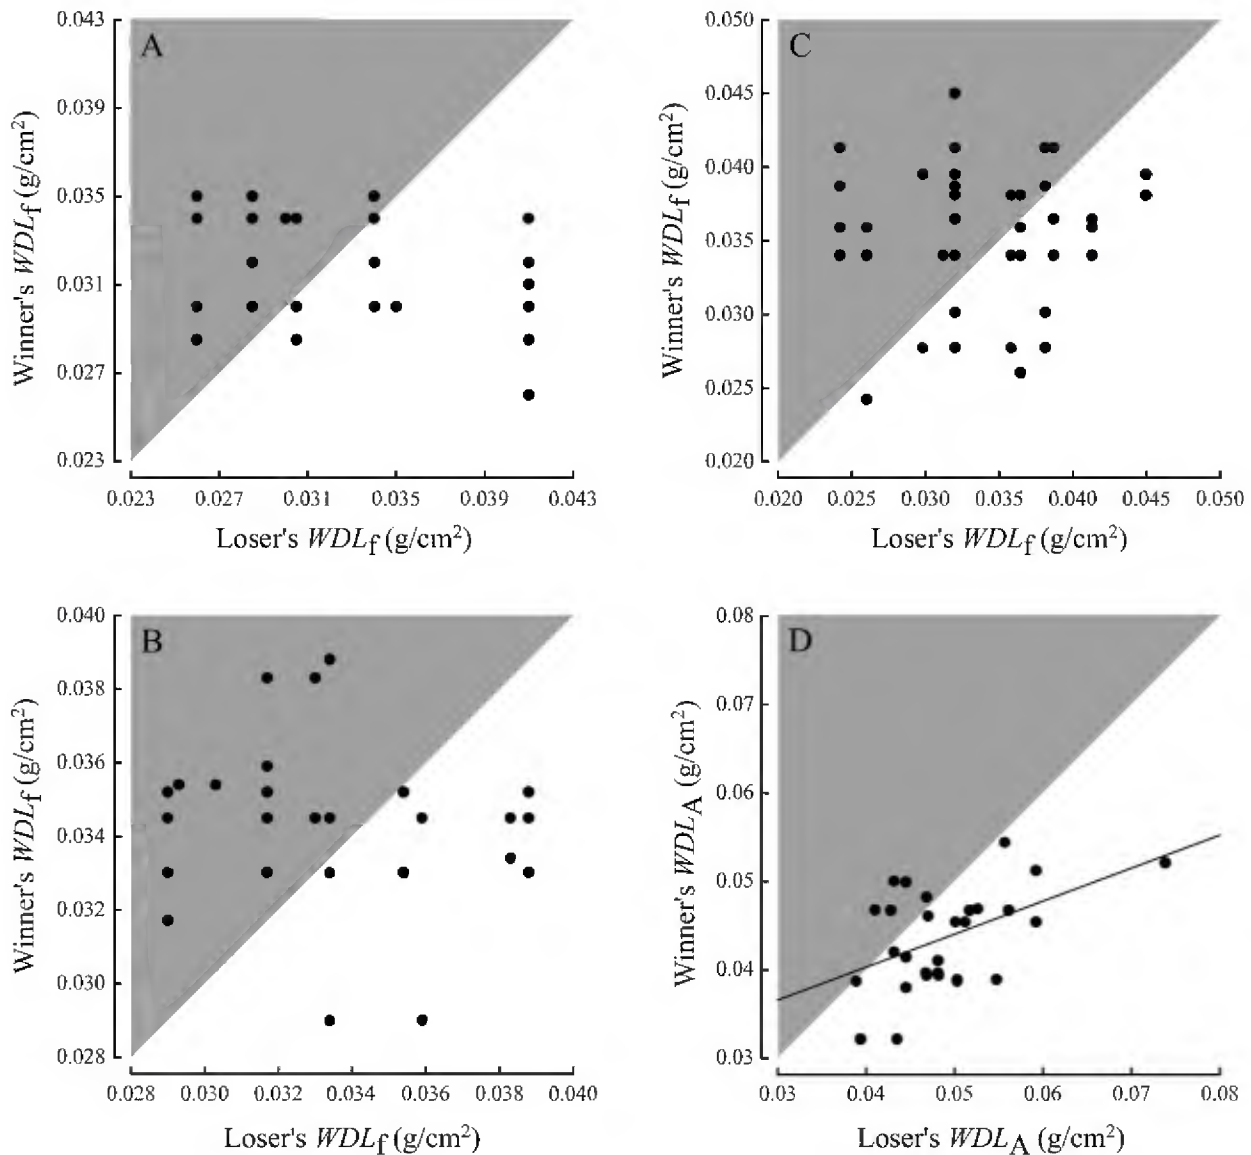 A
0.043
0.039
0.035
0.031
0.027
0.023
Winner's WDLf (g/cm2)
0.023 0.027 0.031 0.035 0.039 0.043
Loser's WDLf (g/cm2)
C
0.050
0.045
0.040
0.035
0.030
0.025
0.020
Winner's WDLf (g/cm2)
0.020 0.025 0.030 0.035 0.040 0.045 0.050
Loser's WDLf (g/cm2)
B
0.040
0.038
0.036
0.034
0.032
0.030
0.028
Winner's WDLf (g/cm2)
0.028 0.030 0.032 0.034 0.036 0.038 0.040
Loser's WDLf (g/cm2)
D
0.08
0.07
0.06
0.05
0.04
0.03
Winner's WDLA (g/cm2)
0.03 0.04 0.05 0.06 0.07 0.08
Loser's WDLA (g/cm2)